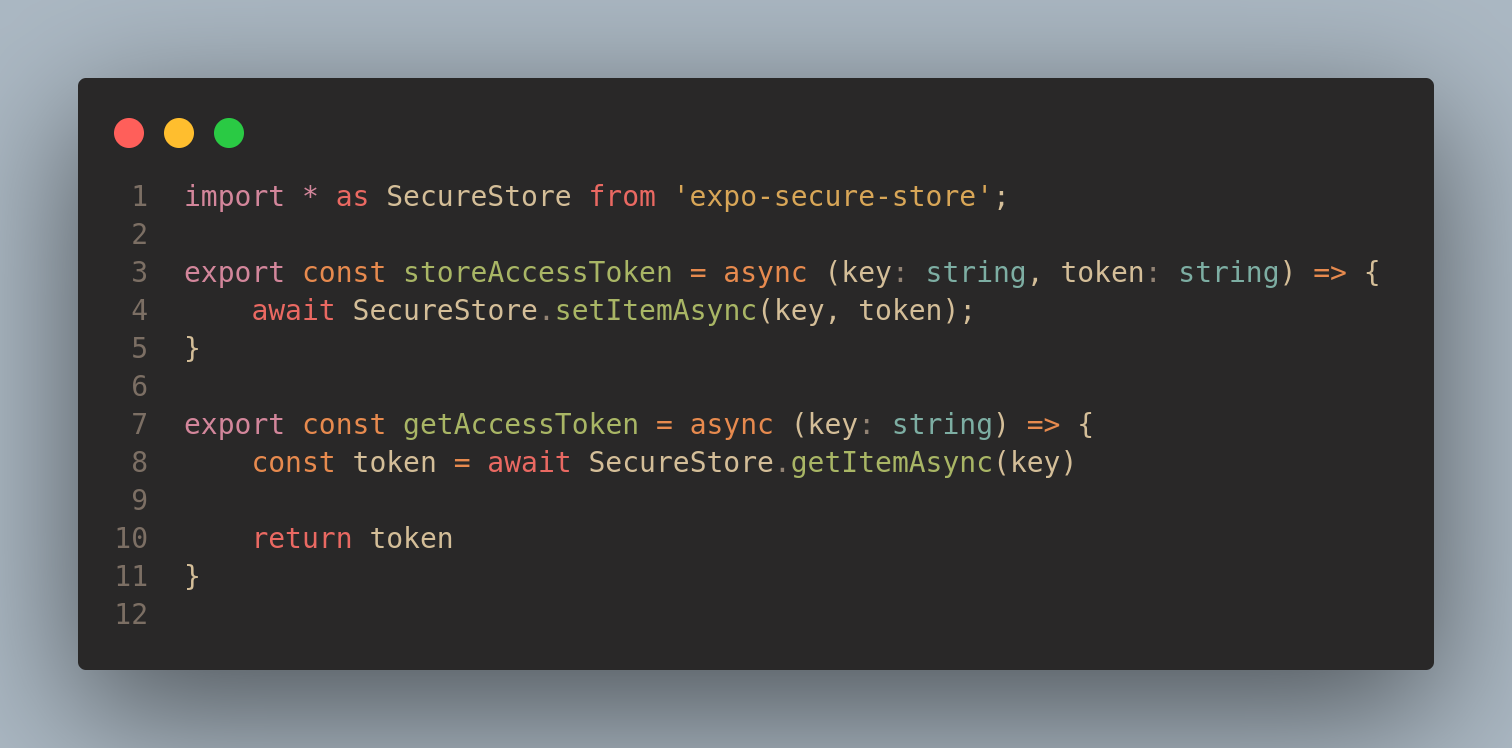 1 import * as SecureStore from 'expo-secure-store';
2
3 export const storeAccessToken = async (key: string, token: string) => {
4     await SecureStore.setItemAsync(key, token);
5 }
6
7 export const getAccessToken = async (key: string) => {
8     const token = await SecureStore.getItemAsync(key)
9
10     return token
11 }
12